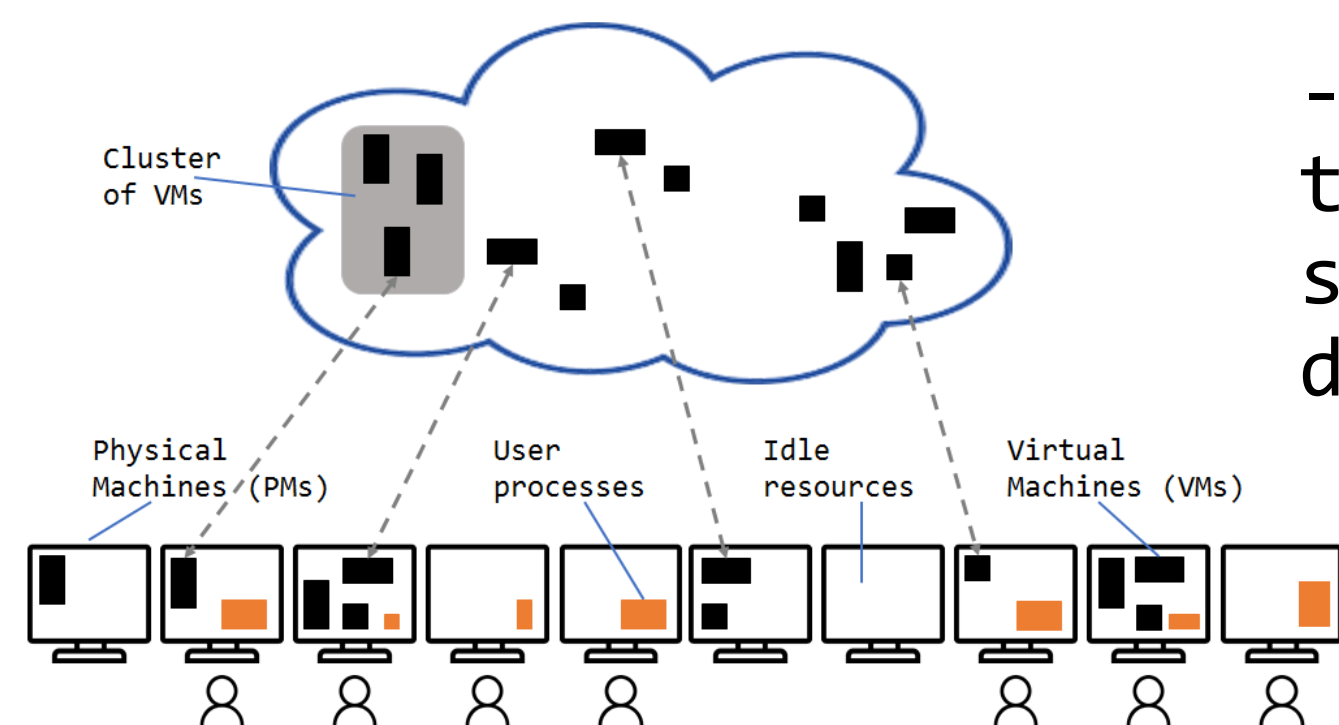 Cluster
of VMs
Physical
Machines (PMs)
User
processes
Idle
resources
Virtual
Machines (VMs)
-
t
s
d